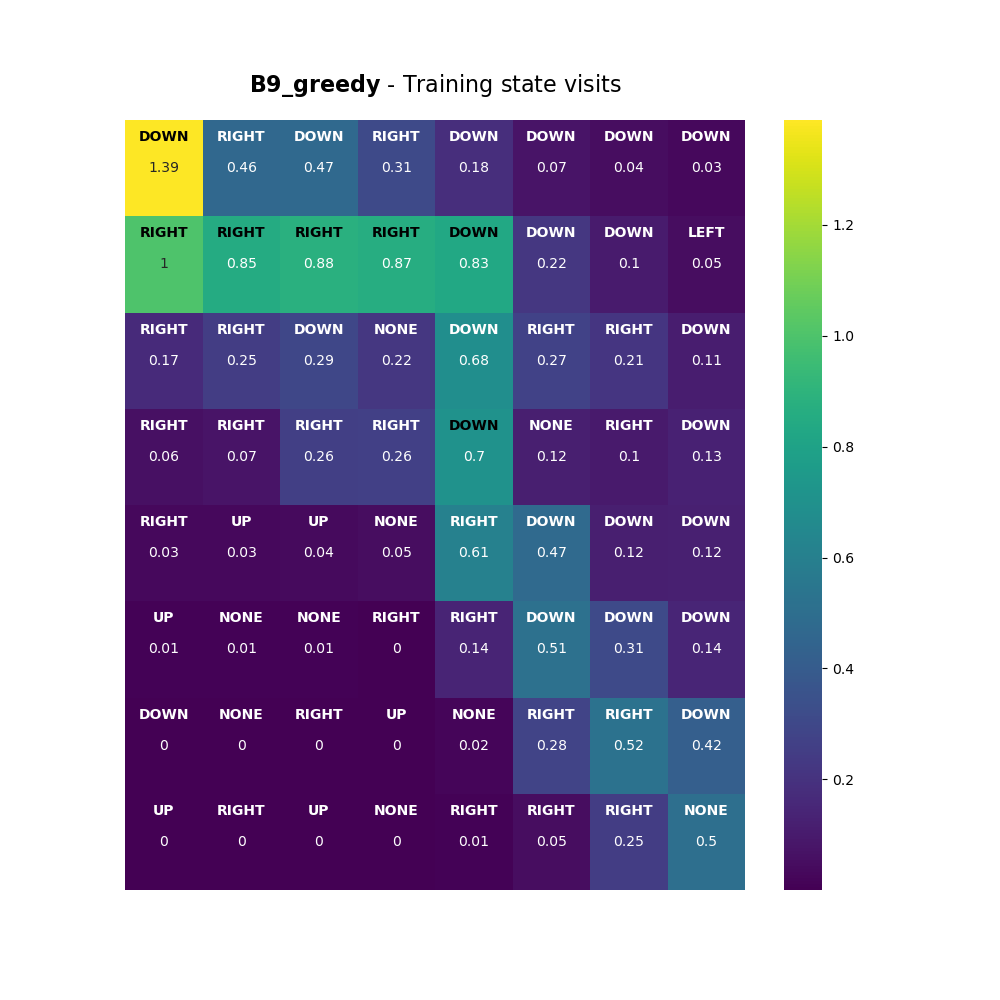 B9_greedy - Training state visits
DOWN RIGHT DOWN RIGHT DOWN DOWN DOWN DOWN
1.39 0.46 0.47 0.31 0.18 0.07 0.04 0.03
RIGHT RIGHT RIGHT RIGHT DOWN DOWN DOWN LEFT
1 0.85 0.88 0.87 0.83 0.22 0.1 0.05
1.2
RIGHT RIGHT DOWN NONE DOWN RIGHT RIGHT DOWN
1.0
0.17 0.25 0.29 0.22 0.68 0.27 0.21 0.11
RIGHT RIGHT RIGHT RIGHT DOWN NONE RIGHT DOWN
0.8
0.06 0.07 0.26 0.26 0.7 0.12 0.1 0.13
RIGHT UP UP NONE RIGHT DOWN DOWN DOWN
0.03 0.03 0.04 0.05 0.61 0.47 0.12 0.12
0.6
UP NONE NONE RIGHT RIGHT DOWN DOWN DOWN
0.01 0.01 0.01 0 0.14 0.51 0.31 0.14
0.4
DOWN NONE RIGHT UP NONE RIGHT RIGHT DOWN
0 0 0 0 0.02 0.28 0.52 0.42
0.2
UP RIGHT UP NONE RIGHT RIGHT RIGHT NONE
0 0 0 0 0.01 0.05 0.25 0.5